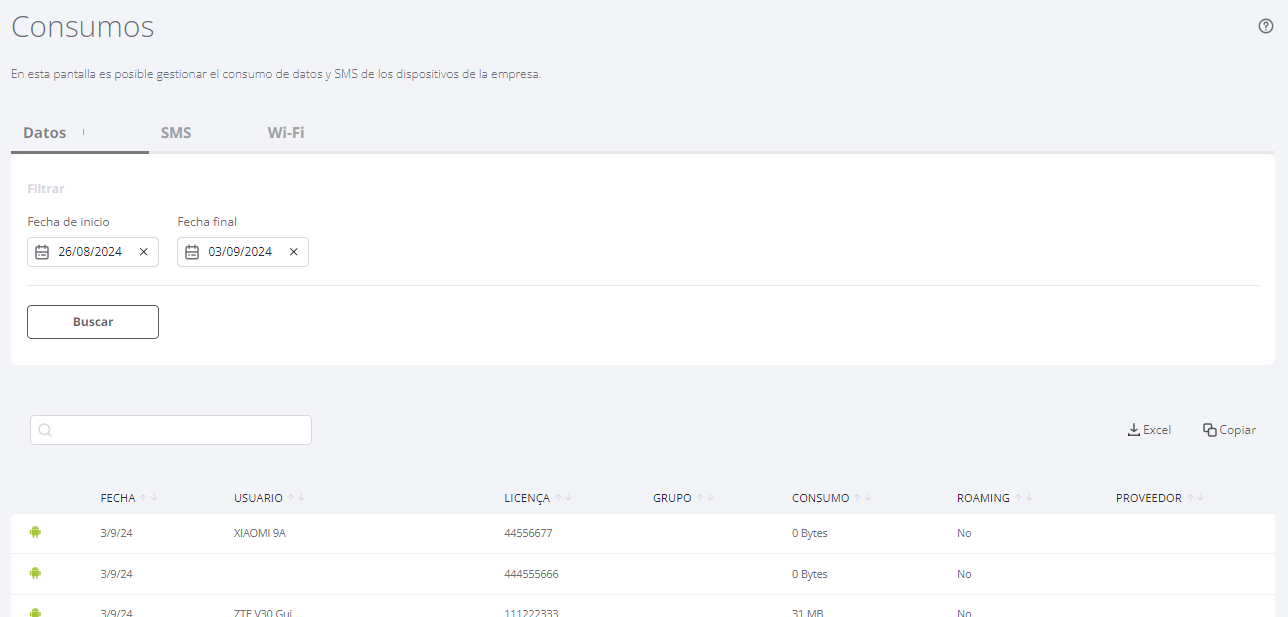 Consumos
En esta pantalla es posible gestionar el consumo de datos y SMS de los dispositivos de la empresa.
Datos SMS Wi-Fi
Filtrar
Fecha de inicio Fecha final
26/08/2024 03/09/2024
Buscar
Excel Copiar
FECHA USUARIO LICENÇA GRUPO CONSUMO ROAMING PROVEEDOR
3/9/24 XIAOMI 9A 44556677 0 Bytes No
3/9/24 444555666 0 Bytes No
3/9/24 ZTE V30 Gui 111222333 31 MB No